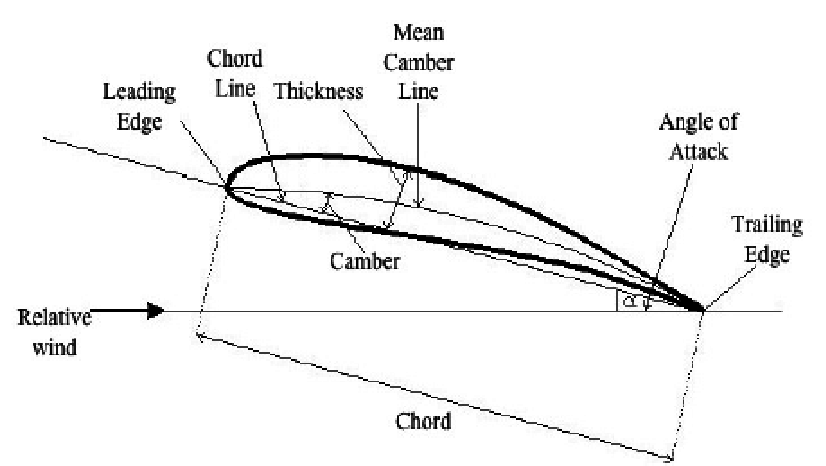 Mean
Camber
Line
Chord
Line
Thickness
Leading
Edge
Angle of
Attack
Trailing
Edge
Camber
α
Relative
wind
Chord